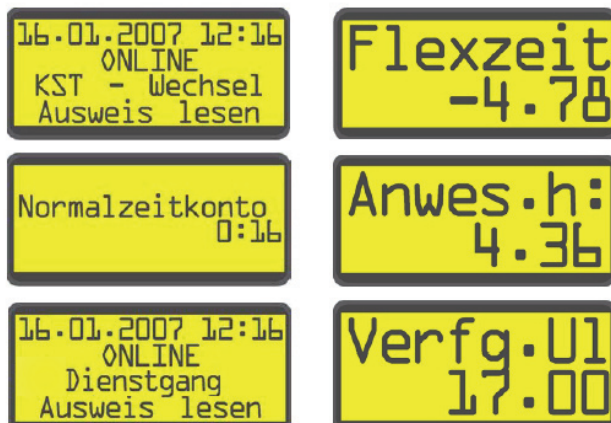 16.01.2007 12:16
ONLINE
KST - Wechsel
Ausweis lesen
Flexzeit
-4.78
Normalzeitkonto
0:16
Anwes.h:
4.36
16.01.2007 12:16
ONLINE
Dienstgang
Ausweis lesen
Verfg.Ul
17.00